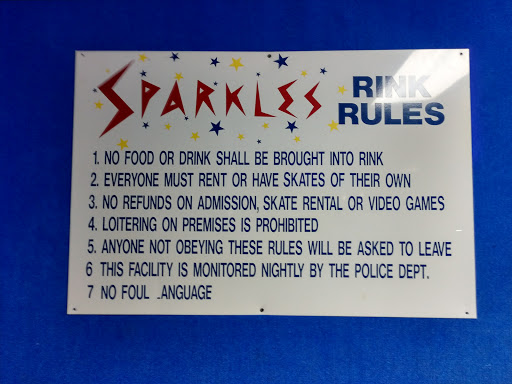 SPARKLES RINK RULES
1. NO FOOD OR DRINK SHALL BE BROUGHT INTO RINK
2. EVERYONE MUST RENT OR HAVE SKATES OF THEIR OWN
3. NO REFUNDS ON ADMISSION, SKATE RENTAL OR VIDEO GAMES
4. LOITERING ON PREMISES IS PROHIBITED
5. ANYONE NOT OBEYING THESE RULES WILL BE ASKED TO LEAVE
6 THIS FACILITY IS MONITORED NIGHTLY BY THE POLICE DEPT.
7 NO FOUL LANGUAGE